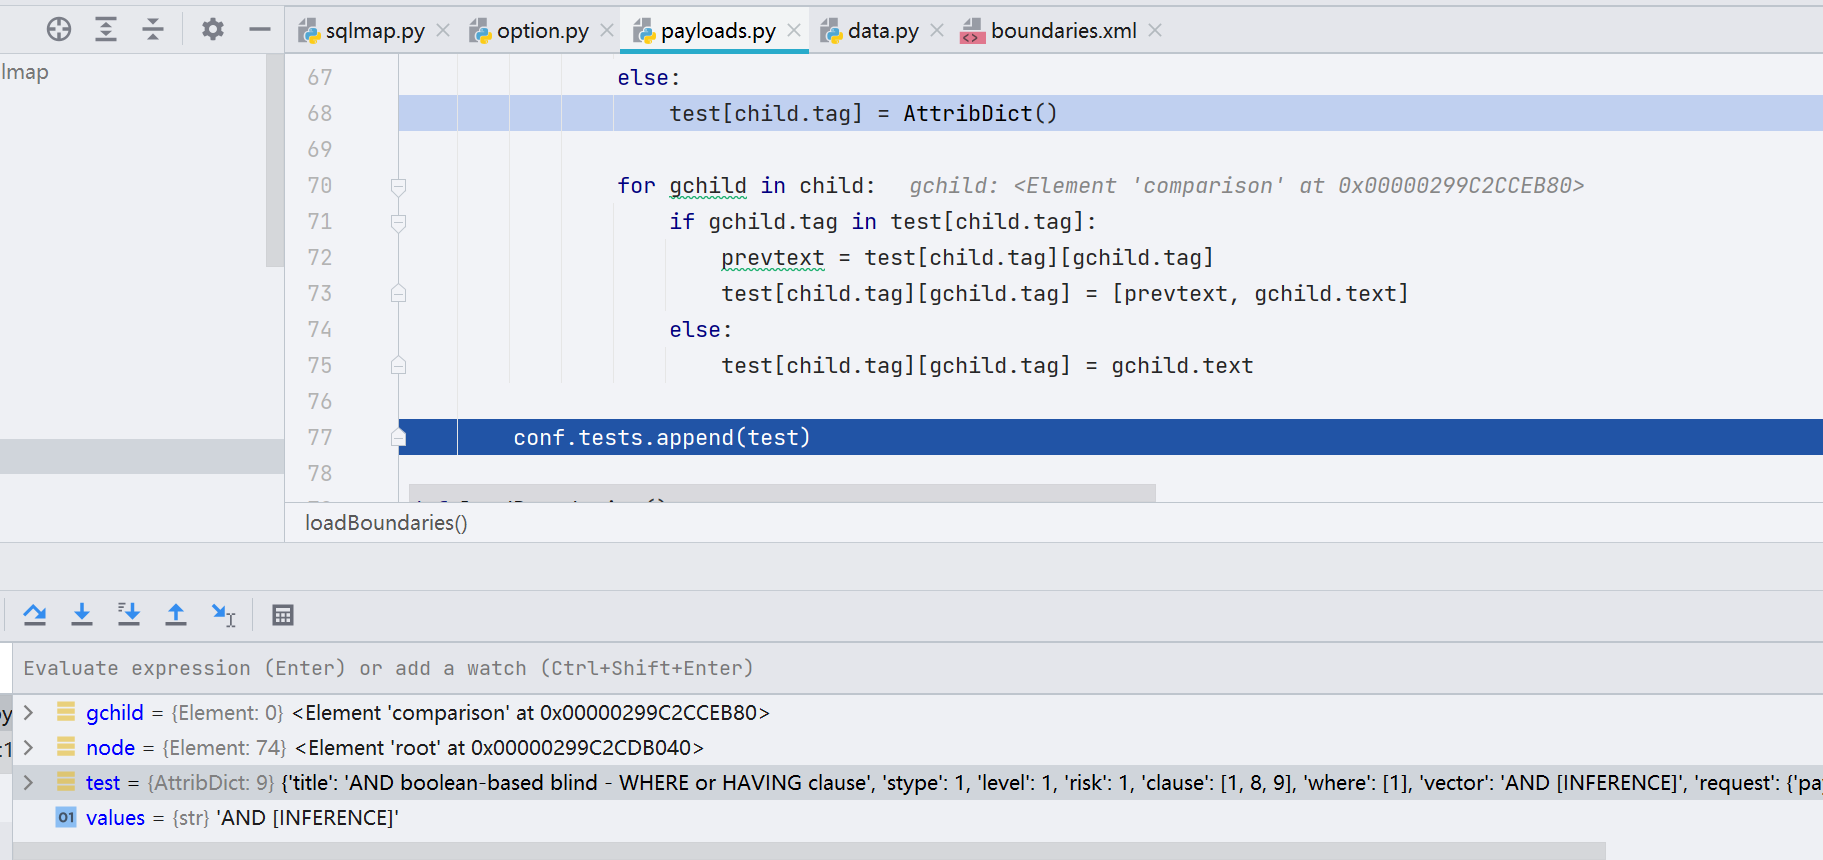 sqlmap.py
option.py
payloads.py
data.py
boundaries.xml
lmap
67 else:
68 test[child.tag] = AttribDict()
69
70 for gchild in child: gchild: <Element 'comparison' at 0x00000299C2CCEB80>
71 if gchild.tag in test[child.tag]:
72 prevtext = test[child.tag][gchild.tag]
73 test[child.tag][gchild.tag] = [prevtext, gchild.text]
74 else:
75 test[child.tag][gchild.tag] = gchild.text
76
77 conf.tests.append(test)
78
loadBoundaries()
Evaluate expression (Enter) or add a watch (Ctrl+Shift+Enter)
gchild = {Element: 0} <Element 'comparison' at 0x00000299C2CCEB80>
node = {Element: 74} <Element 'root' at 0x00000299C2CDB040>
test = {AttribDict: 9} {'title': 'AND boolean-based blind - WHERE or HAVING clause', 'stype': 1, 'level': 1, 'risk': 1, 'clause': [1, 8, 9], 'where': [1], 'vector': 'AND [INFERENCE]', 'request': {'pay
01 values = {str} 'AND [INFERENCE]'